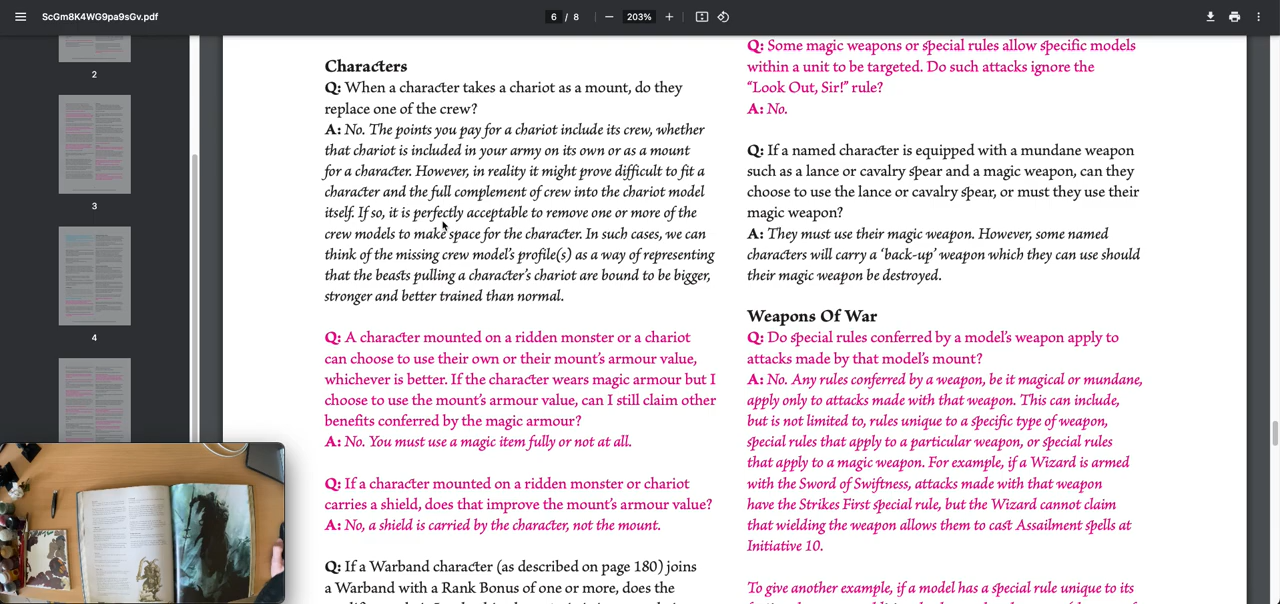 ScGm8K4WG9pa9sGv.pdf
6 / 8
203%
2
3
4
Characters
Q: When a character takes a chariot as a mount, do they
replace one of the crew?
A: No. The points you pay for a chariot include its crew, whether
that chariot is included in your army on its own or as a mount
for a character. However, in reality it might prove difficult to fit a
character and the full complement of crew into the chariot model
itself. If so, it is perfectly acceptable to remove one or more of the
crew models to make space for the character. In such cases, we can
think of the missing crew model's profile(s) as a way of representing
that the beasts pulling a character's chariot are bound to be bigger,
stronger and better trained than normal.
Q: A character mounted on a ridden monster or a chariot
can choose to use their own or their mount's armour value,
whichever is better. If the character wears magic armour but I
choose to use the mount's armour value, can I still claim other
benefits conferred by the magic armour?
A: No. You must use a magic item fully or not at all.
Q: If a character mounted on a ridden monster or chariot
carries a shield, does that improve the mount's armour value?
A: No, a shield is carried by the character, not the mount.
Q: If a Warband character (as described on page 180) joins
a Warband with a Rank Bonus of one or more, does the
Q: Some magic weapons or special rules allow specific models
within a unit to be targeted. Do such attacks ignore the
“Look Out, Sir!” rule?
A: No.
Q: If a named character is equipped with a mundane weapon
such as a lance or cavalry spear and a magic weapon, can they
choose to use the lance or cavalry spear, or must they use their
magic weapon?
A: They must use their magic weapon. However, some named
characters will carry a ‘back-up’ weapon which they can use should
their magic weapon be destroyed.
Weapons Of War
Q: Do special rules conferred by a model's weapon apply to
attacks made by that model's mount?
A: No. Any rules conferred by a weapon, be it magical or mundane,
apply only to attacks made with that weapon. This can include,
but is not limited to, rules unique to a specific type of weapon,
special rules that apply to a particular weapon, or special rules
that apply to a magic weapon. For example, if a Wizard is armed
with the Sword of Swiftness, attacks made with that weapon
have the Strikes First special rule, but the Wizard cannot claim
that wielding the weapon allows them to cast Assailment spells at
Initiative 10.
To give another example, if a model has a special rule unique to its